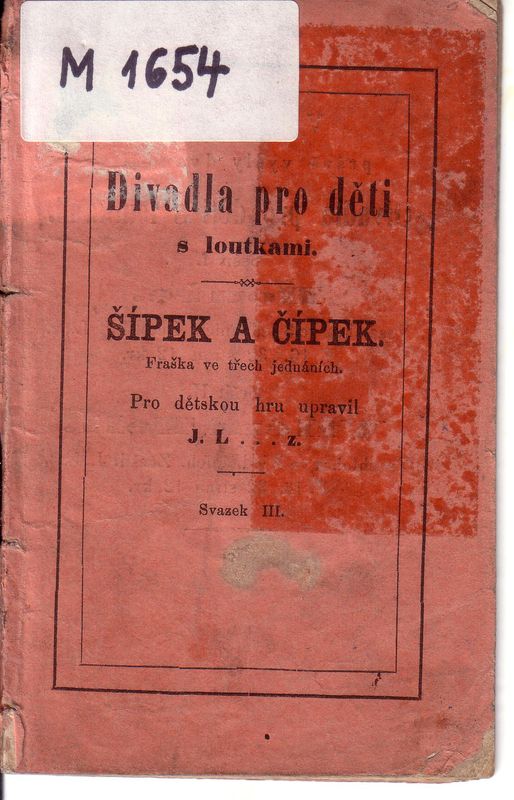 M 1654
Divadla pro děti
s loutkami.
ŠÍPEK A ČÍPEK.
Fraška ve třech jednáních.
Pro dětskou hru upravil
J. L . . . z.
Svazek III.